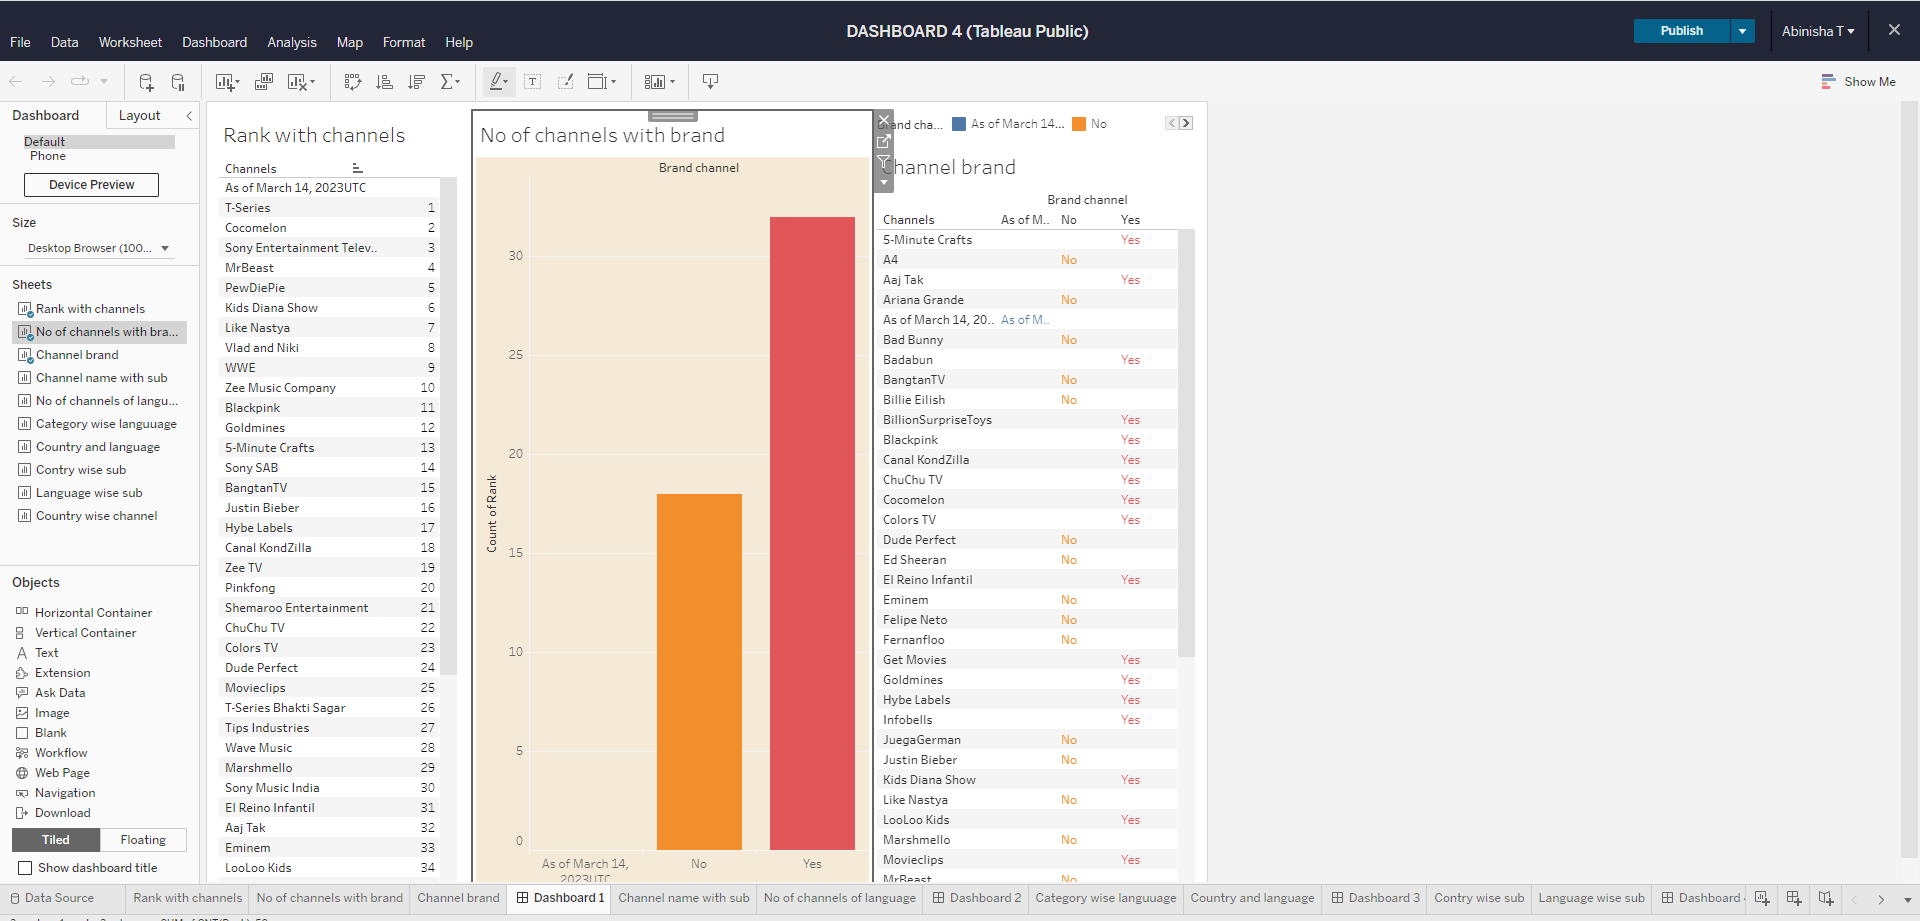 DASHBOARD 4 (Tableau Public)
Publish
Abinisha T
File Data Worksheet Dashboard Analysis Map Format Help
Show Me
Dashboard Layout
Default
Phone
Device Preview
Size
Desktop Browser (100...
Sheets
Rank with channels
No of channels with bra...
Channel brand
Channel name with sub
No of channels of langu...
Category wise languuage
Country and language
Contry wise sub
Language wise sub
Country wise channel
Objects
Horizontal Container
Vertical Container
Text
Extension
Ask Data
Image
Blank
Workflow
Web Page
Navigation
Download
Tiled Floating
Show dashboard title
Rank with channels
Channels
As of March 14, 2023UTC
T-Series 1
Cocomelon 2
Sony Entertainment Telev.. 3
MrBeast 4
PewDiePie 5
Kids Diana Show 6
Like Nastya 7
Vlad and Niki 8
WWE 9
Zee Music Company 10
Blackpink 11
Goldmines 12
5-Minute Crafts 13
Sony SAB 14
BangtanTV 15
Justin Bieber 16
Hybe Labels 17
Canal KondZilla 18
Zee TV 19
Pinkfong 20
Shemaroo Entertainment 21
ChuChu TV 22
Colors TV 23
Dude Perfect 24
Movieclips 25
T-Series Bhakti Sagar 26
Tips Industries 27
Wave Music 28
Marshmello 29
Sony Music India 30
El Reino Infantil 31
Aaj Tak 32
Eminem 33
LooLoo Kids 34
No of channels with brand
Brand channel
30
25
20
15
10
5
0
Count of Rank
As of March 14,
2023UTC
No
Yes
Brand cha... As of March 14... No
Channel brand
Brand channel
Channels As of M.. No Yes
5-Minute Crafts Yes
A4 No
Aaj Tak Yes
Ariana Grande No
As of March 14, 20.. As of M..
Bad Bunny No
Badabun Yes
BangtanTV No
Billie Eilish No
BillionSurpriseToys Yes
Blackpink Yes
Canal KondZilla Yes
ChuChu TV Yes
Cocomelon Yes
Colors TV Yes
Dude Perfect No
Ed Sheeran No
El Reino Infantil Yes
Eminem No
Felipe Neto No
Fernanfloo No
Get Movies Yes
Goldmines Yes
Hybe Labels Yes
Infobells Yes
JuegaGerman No
Justin Bieber No
Kids Diana Show Yes
Like Nastya No
LooLoo Kids Yes
Marshmello No
Movieclips Yes
MrBeast No
Data Source Rank with channels No of channels with brand Channel brand Dashboard 1 Channel name with sub No of channels of language Dashboard 2 Category wise languuage Country and language Dashboard 3 Contry wise sub Language wise sub Dashboard